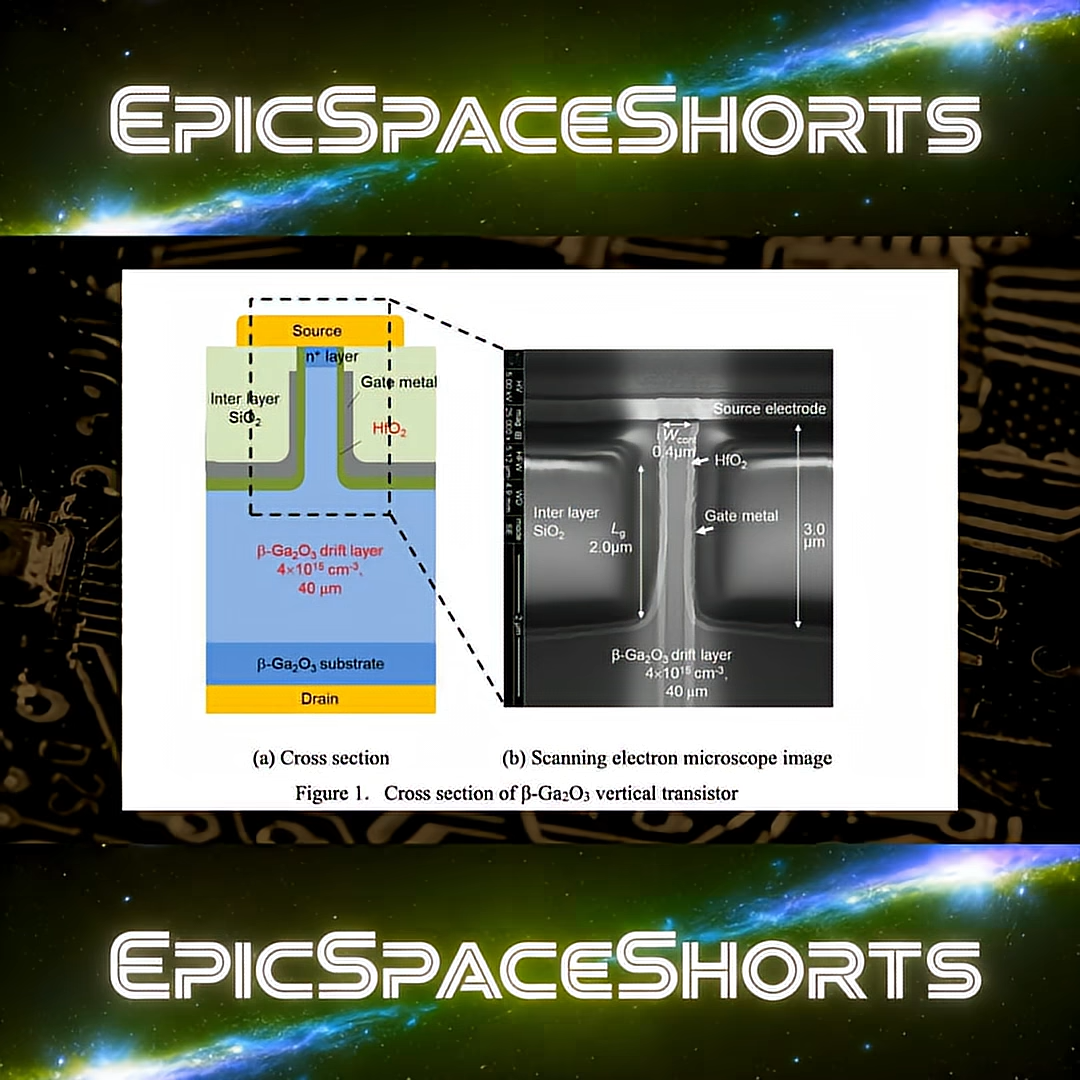 EPICSPACESHORTS
Source
n⁺ layer
Gate metal
Inter layer
SiO₂
HfO₂
β-Ga₂O₃ drift layer
4×10¹⁵ cm⁻³,
40 μm
β-Ga₂O₃ substrate
Drain
Source electrode
W
0.4μm
HfO₂
Inter layer
SiO₂
Lg
2.0μm
Gate metal
3.0
μm
β-Ga₂O₃ drift layer
4×10¹⁵ cm⁻³,
40 μm
2 μm
(a) Cross section
(b) Scanning electron microscope image
Figure 1. Cross section of β-Ga₂O₃ vertical transistor
EPICSPACESHORTS